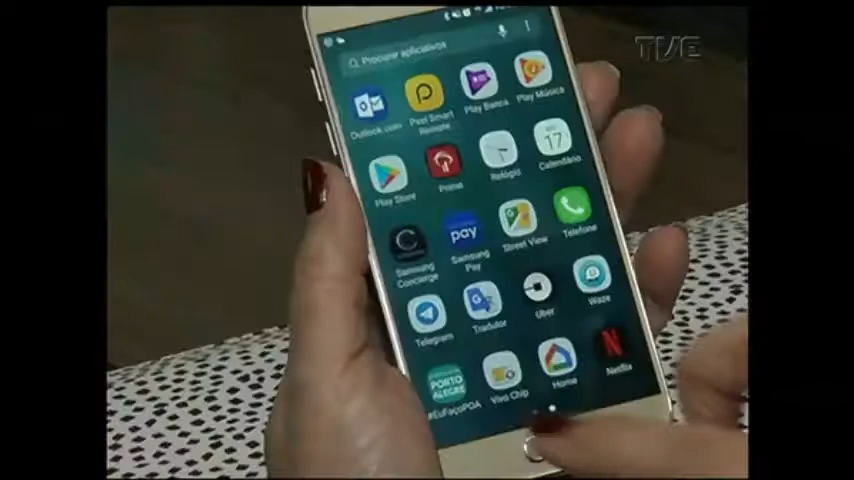 TVE
Procurar aplicativos
Outlook.com
Peel Smart
Remote
Play Banca
Play Música
Play Store
Prime
Relógio
17
Calendário
Samsung
Concierge
pay
Samsung
Pay
Street View
Telefone
Telegram
Tradutor
Uber
Waze
PORTO
ALEGRE
#EuFaçoPOA
Vivo Chip
Home
N
Netflix